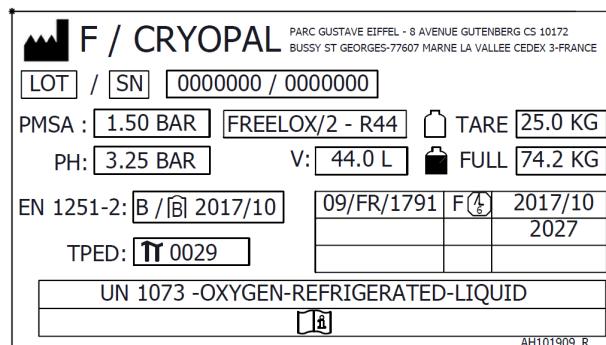 F / CRYOPAL PARC GUSTAVE EIFFEL - 8 AVENUE GUTENBERG CS 10172
BUSSY ST GEORGES-77607 MARNE LA VALLEE CEDEX 3-FRANCE
LOT / SN 0000000 / 0000000
PMSA : 1.50 BAR FREELOX/2 - R44 TARE 25.0 KG
PH: 3.25 BAR V: 44.0 L FULL 74.2 KG
EN 1251-2: B / B 2017/10 09/FR/1791 F 2017/10
2027
TPED: π 0029
UN 1073 -OXYGEN-REFRIGERATED-LIQUID
AH101909_R